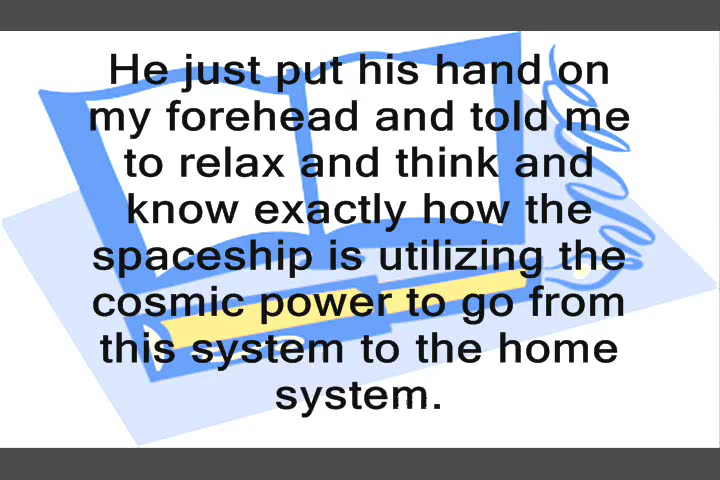 He just put his hand on
my forehead and told me
to relax and think and
know exactly how the
spaceship is utilizing the
cosmic power to go from
this system to the home
system.